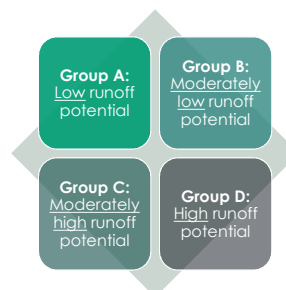 Group A:
Low runoff
potential
Group B:
Moderately
low runoff
potential
Group C:
Moderately
high runoff
potential
Group D:
High runoff
potential